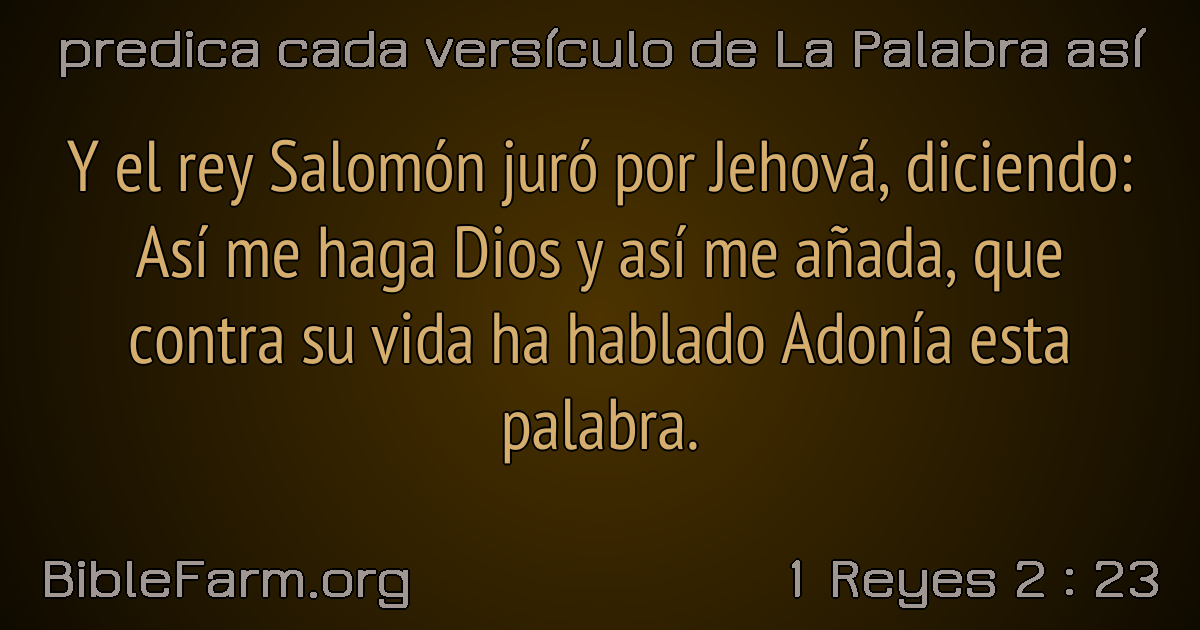 predica cada versículo de La Palabra así
Y el rey Salomón juró por Jehová, diciendo:
Así me haga Dios y así me añada, que
contra su vida ha hablado Adonía esta
palabra.
BibleFarm.org
1 Reyes 2 : 23